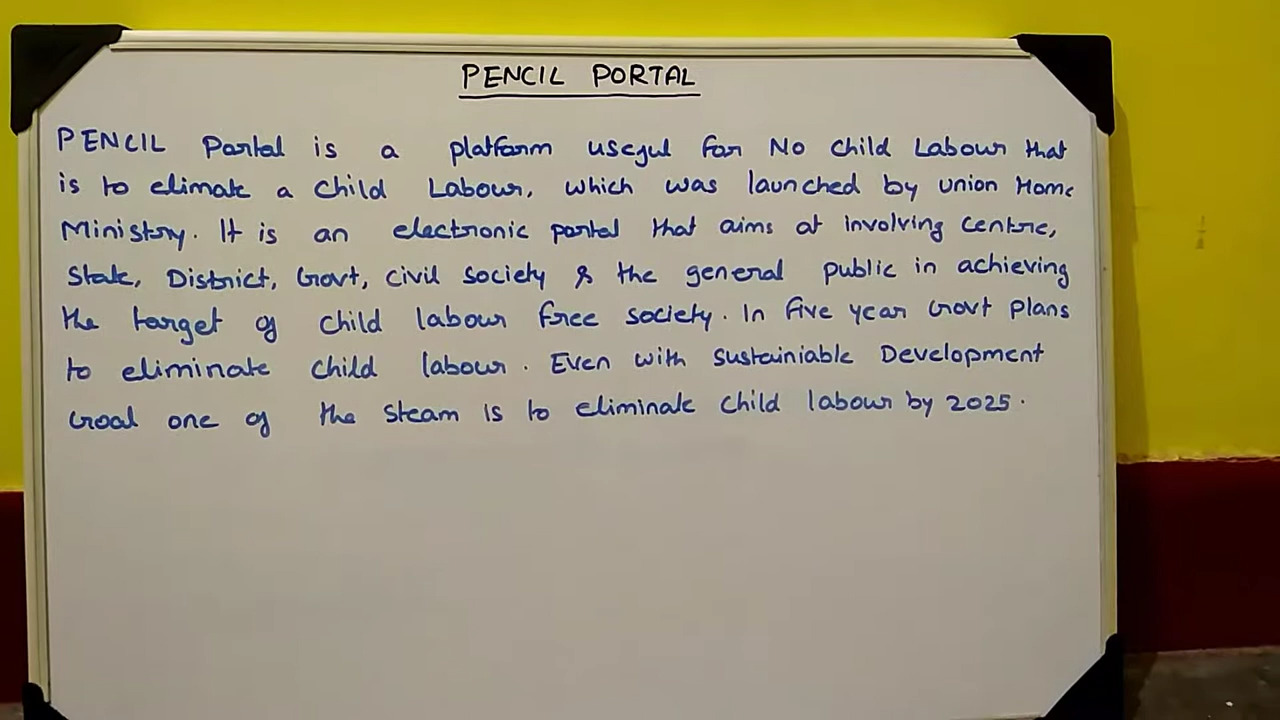 PENCIL PORTAL
PENCIL Portal is a platform useful for No child Labour that
is to elimate a child Labour, which was launched by union Home
Ministry. It is an electronic portal that aims at involving centre,
State, District, Govt, civil society & the general public in achieving
the target of child labour free society. In five year Govt plans
to eliminate child labour. Even with sustainiable Development
Goal one of the steam is to eliminate child labour by 2025.